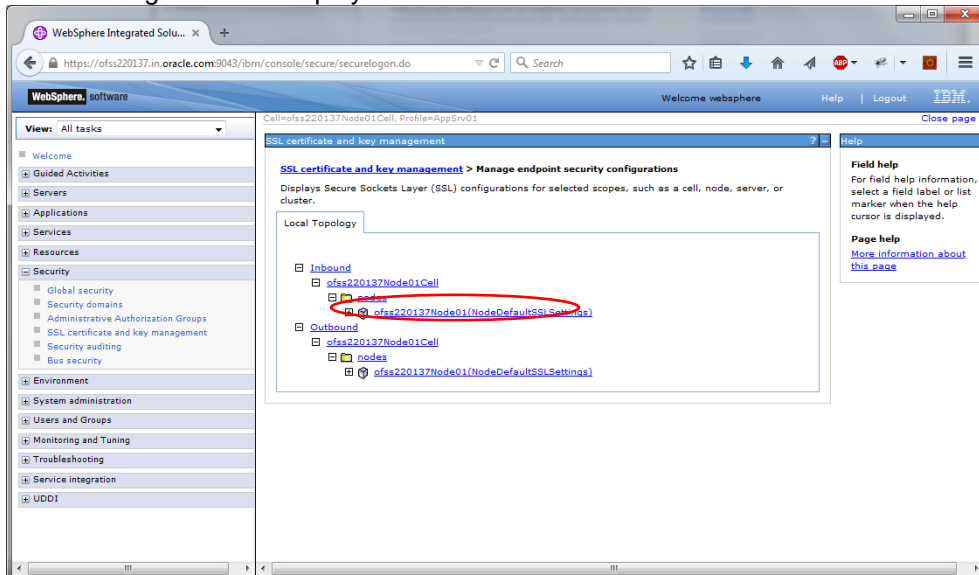 WebSphere Integrated Solu... × +
https://ofss220137.in.oracle.com:9043/ibm/console/secure/securelogon.do
Search
ABP
WebSphere. software
Welcome websphere
Help | Logout
IBM.
View: All tasks
Cell=ofss220137Node01Cell, Profile=AppSrv01
Close page
Welcome
Guided Activities
Servers
Applications
Services
Resources
Security
Global security
Security domains
Administrative Authorization Groups
SSL certificate and key management
Security auditing
Bus security
Environment
System administration
Users and Groups
Monitoring and Tuning
Troubleshooting
Service integration
UDDI
SSL certificate and key management ? -
SSL certificate and key management > Manage endpoint security configurations
Displays Secure Sockets Layer (SSL) configurations for selected scopes, such as a cell, node, server, or
cluster.
Local Topology
Inbound
ofss220137Node01Cell
nodes
ofss220137Node01(NodeDefaultSSLSettings)
Outbound
ofss220137Node01Cell
nodes
ofss220137Node01(NodeDefaultSSLSettings)
Help
Field help
For field help information,
select a field label or list
marker when the help
cursor is displayed.
Page help
More information about
this page